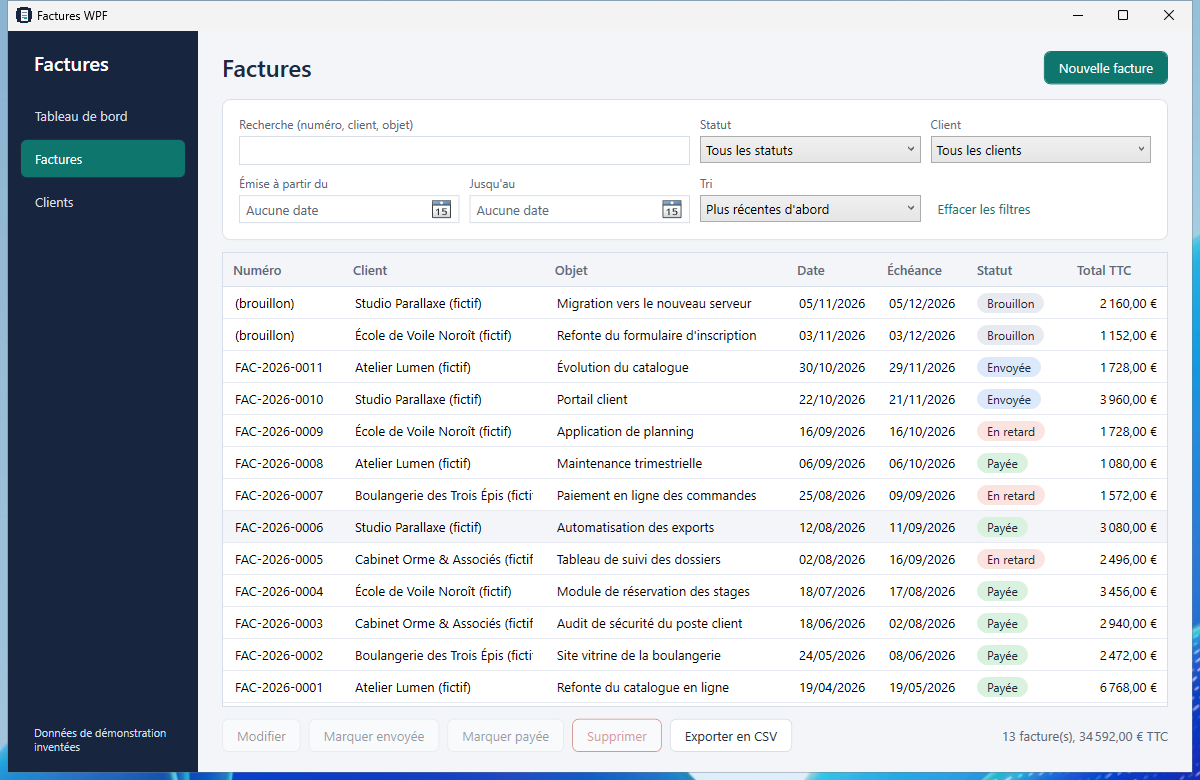 Factures WPF
Factures
Tableau de bord
Factures
Clients
Données de démonstration
inventées
Factures
Nouvelle facture
Recherche (numéro, client, objet)
Statut
Client
Tous les statuts
Tous les clients
Émise à partir du
Jusqu'au
Tri
Aucune date 15
Aucune date 15
Plus récentes d'abord
Effacer les filtres
Numéro Client Objet Date Échéance Statut Total TTC
(brouillon) Studio Parallaxe (fictif) Migration vers le nouveau serveur 05/11/2026 05/12/2026 Brouillon 2 160,00 €
(brouillon) École de Voile Noroît (fictif) Refonte du formulaire d'inscription 03/11/2026 03/12/2026 Brouillon 1 152,00 €
FAC-2026-0011 Atelier Lumen (fictif) Évolution du catalogue 30/10/2026 29/11/2026 Envoyée 1 728,00 €
FAC-2026-0010 Studio Parallaxe (fictif) Portail client 22/10/2026 21/11/2026 Envoyée 3 960,00 €
FAC-2026-0009 École de Voile Noroît (fictif) Application de planning 16/09/2026 16/10/2026 En retard 1 728,00 €
FAC-2026-0008 Atelier Lumen (fictif) Maintenance trimestrielle 06/09/2026 06/10/2026 Payée 1 080,00 €
FAC-2026-0007 Boulangerie des Trois Épis (ficti Paiement en ligne des commandes 25/08/2026 09/09/2026 En retard 1 572,00 €
FAC-2026-0006 Studio Parallaxe (fictif) Automatisation des exports 12/08/2026 11/09/2026 Payée 3 080,00 €
FAC-2026-0005 Cabinet Orme & Associés (fictif Tableau de suivi des dossiers 02/08/2026 16/09/2026 En retard 2 496,00 €
FAC-2026-0004 École de Voile Noroît (fictif) Module de réservation des stages 18/07/2026 17/08/2026 Payée 3 456,00 €
FAC-2026-0003 Cabinet Orme & Associés (fictif Audit de sécurité du poste client 18/06/2026 02/08/2026 Payée 2 940,00 €
FAC-2026-0002 Boulangerie des Trois Épis (ficti Site vitrine de la boulangerie 24/05/2026 08/06/2026 Payée 2 472,00 €
FAC-2026-0001 Atelier Lumen (fictif) Refonte du catalogue en ligne 19/04/2026 19/05/2026 Payée 6 768,00 €
Modifier Marquer envoyée Marquer payée Supprimer Exporter en CSV 13 facture(s), 34 592,00 € TTC